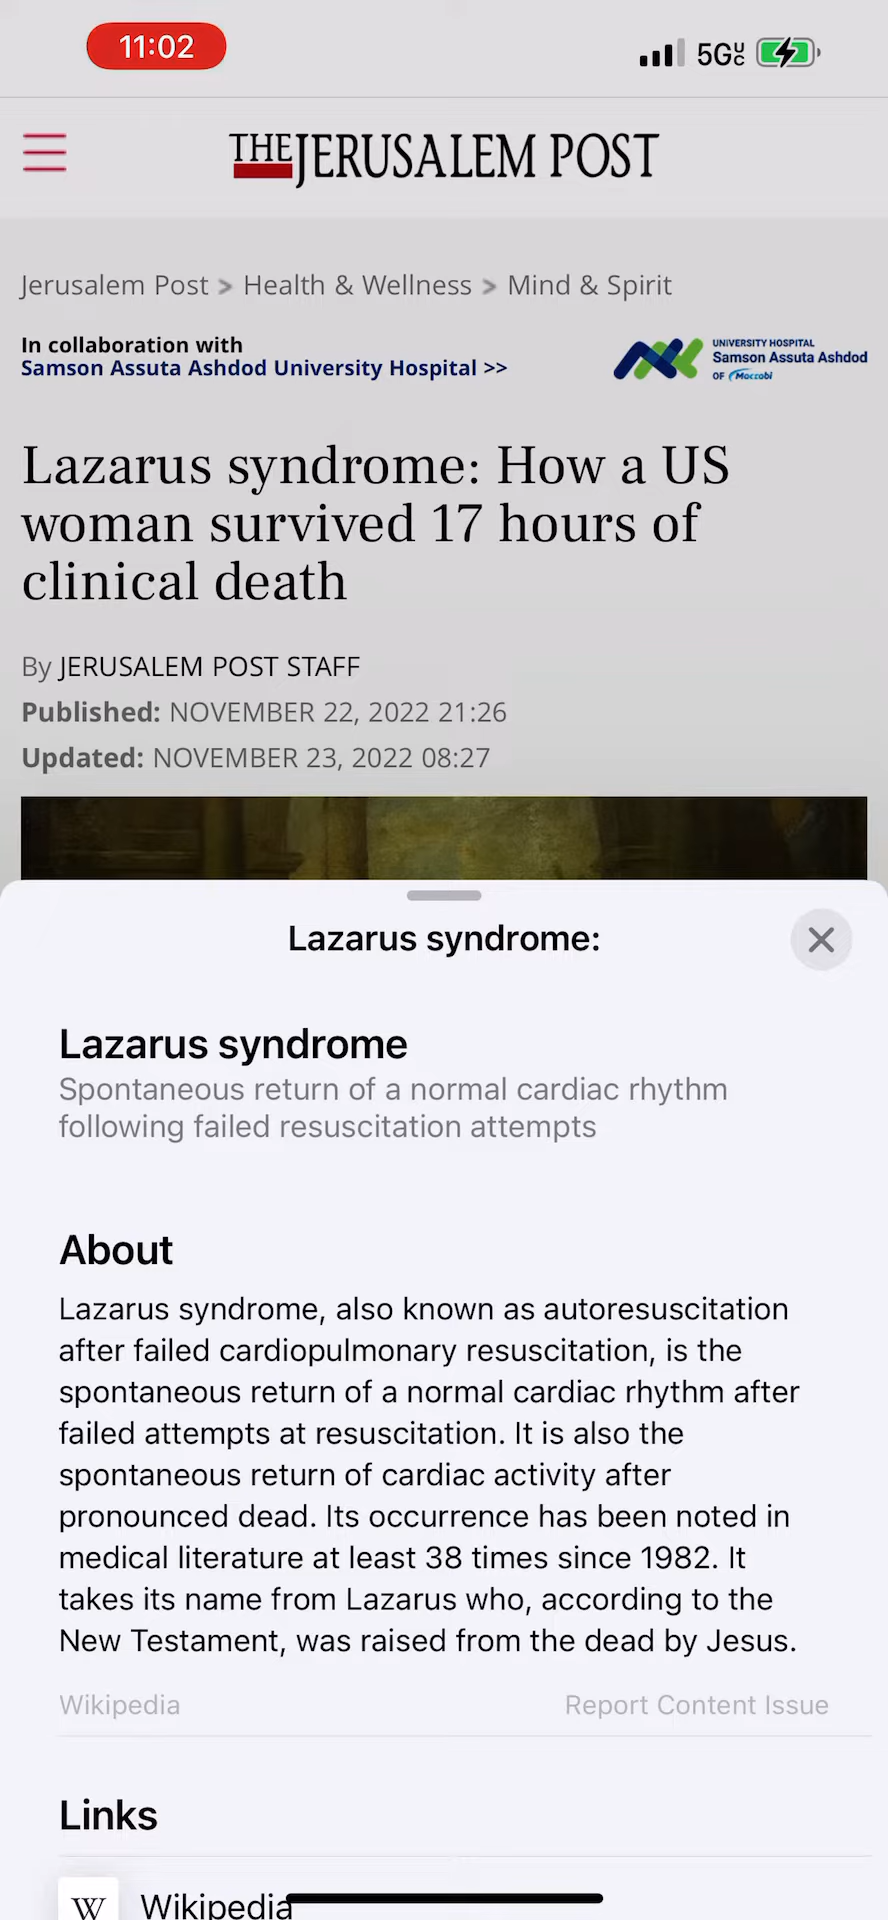 11:02
5G UC
THE JERUSALEM POST
Jerusalem Post > Health & Wellness > Mind & Spirit
In collaboration with
Samson Assuta Ashdod University Hospital >>
UNIVERSITY HOSPITAL
Samson Assuta Ashdod
OF Maccabi
Lazarus syndrome: How a US
woman survived 17 hours of
clinical death
By JERUSALEM POST STAFF
Published: NOVEMBER 22, 2022 21:26
Updated: NOVEMBER 23, 2022 08:27
Lazarus syndrome:
Lazarus syndrome
Spontaneous return of a normal cardiac rhythm
following failed resuscitation attempts
About
Lazarus syndrome, also known as autoresuscitation
after failed cardiopulmonary resuscitation, is the
spontaneous return of a normal cardiac rhythm after
failed attempts at resuscitation. It is also the
spontaneous return of cardiac activity after
pronounced dead. Its occurrence has been noted in
medical literature at least 38 times since 1982. It
takes its name from Lazarus who, according to the
New Testament, was raised from the dead by Jesus.
Wikipedia Report Content Issue
Links
W Wikipedia